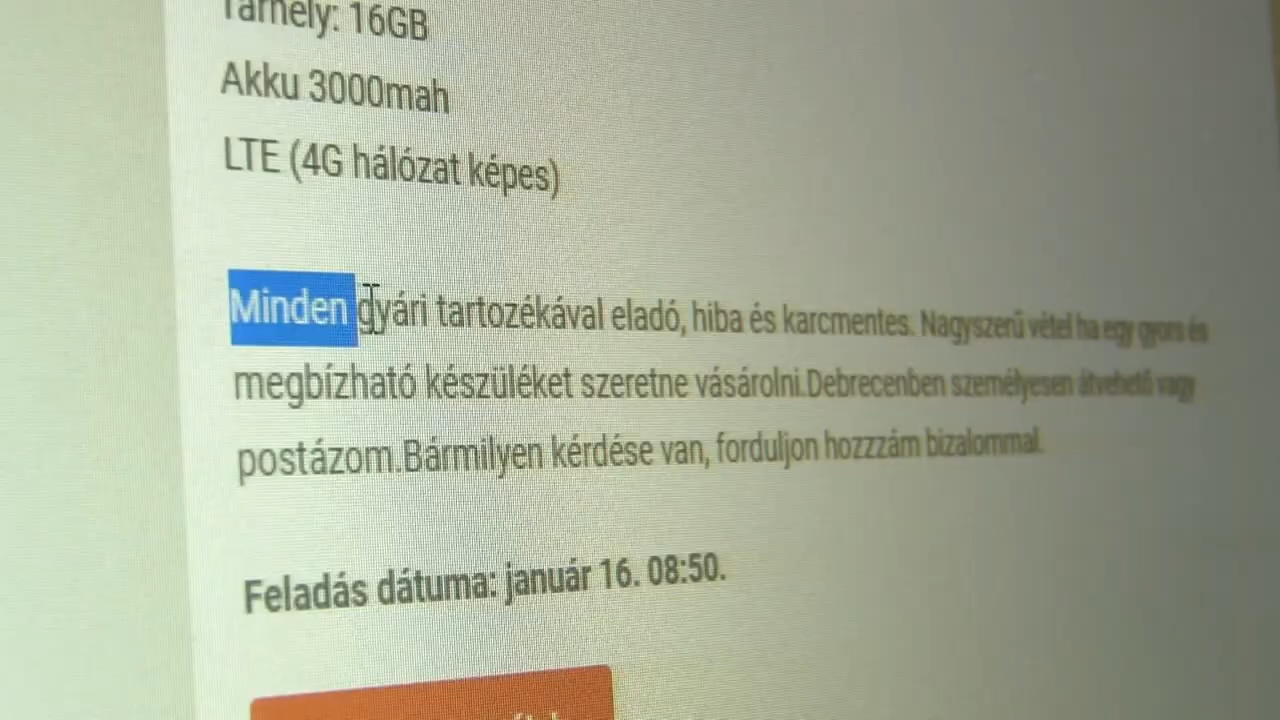 Tárhely: 16GB
Akku 3000mah
LTE (4G hálózat képes)
Minden gyári tartozékával eladó, hiba és karcmentes. Nagyszerű vétel ha egy gyors és
megbízható készüléket szeretne vásárolni.Debrecenben személyesen átvehető vagy
postázom.Bármilyen kérdése van, forduljon hozzzám bizalommal.
Feladás dátuma: január 16. 08:50.